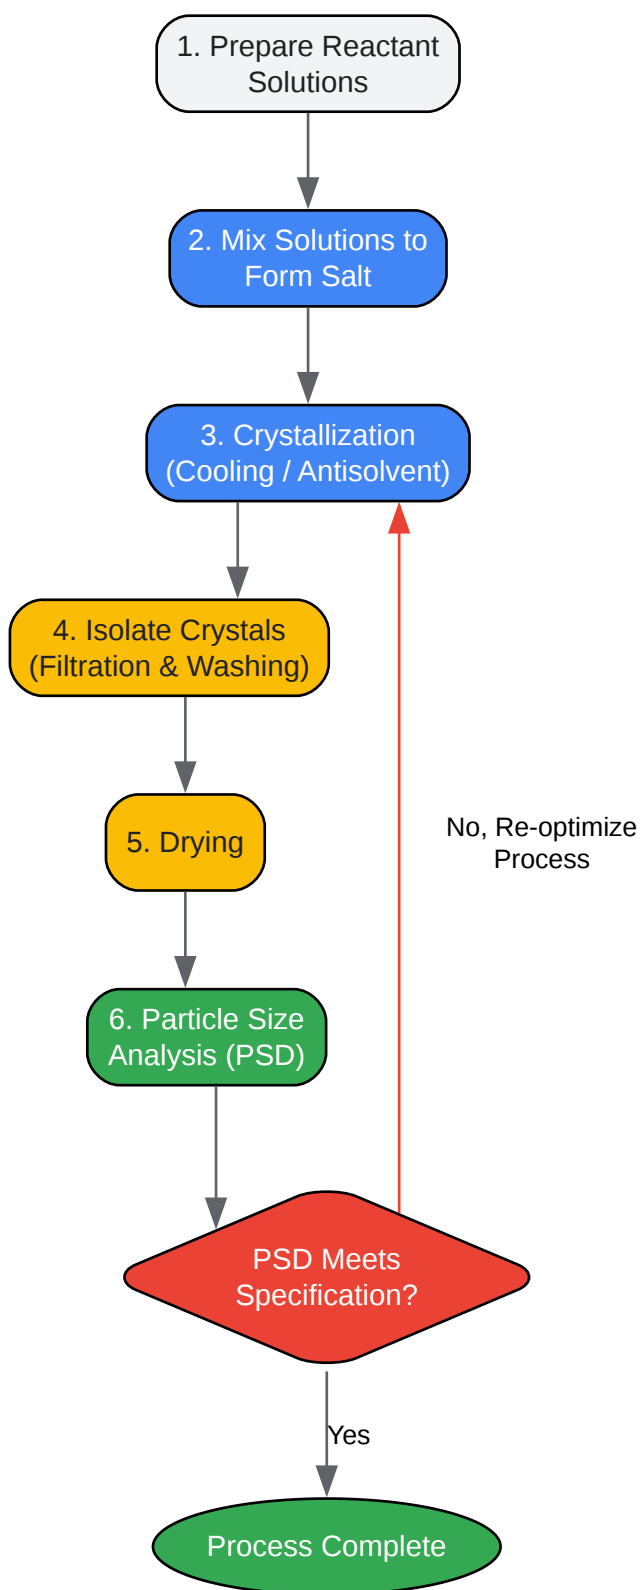 1. Prepare Reactant
Solutions
2. Mix Solutions to
Form Salt
3. Crystallization
(Cooling / Antisolvent)
4. Isolate Crystals
(Filtration & Washing)
No, Re-optimize
Process
5. Drying
6. Particle Size
Analysis (PSD)
PSD Meets
Specification?
Yes
Process Complete